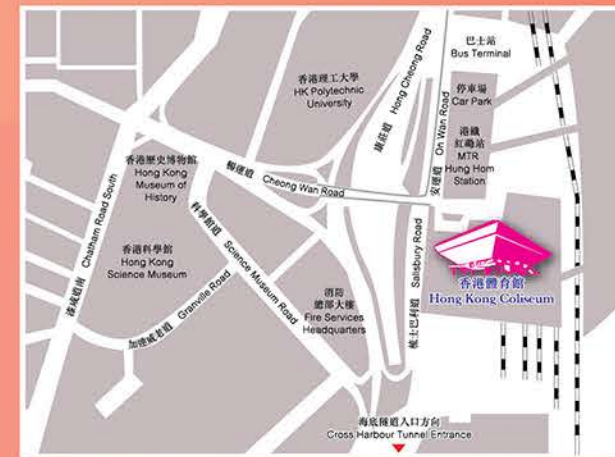 巴士站
Bus Terminal
康莊道 Hong Cheong Road
安運道 On Wan Road
停車場
Car Park
香港理工大學
HK Polytechnic
University
港鐵
紅磡站
MTR
Hung Hom
Station
香港歷史博物館
Hong Kong
Museum of
History
暢運道 Cheong Wan Road
漆咸道南 Chatham Road South
科學館道 Science Museum Road
香港科學館
Hong Kong
Science Museum
加連威老道 Granville Road
梳士巴利道 Salisbury Road
香港體育館
Hong Kong Coliseum
消防
總部大樓
Fire Services
Headquarters
海底隧道入口方向
Cross Harbour Tunnel Entrance